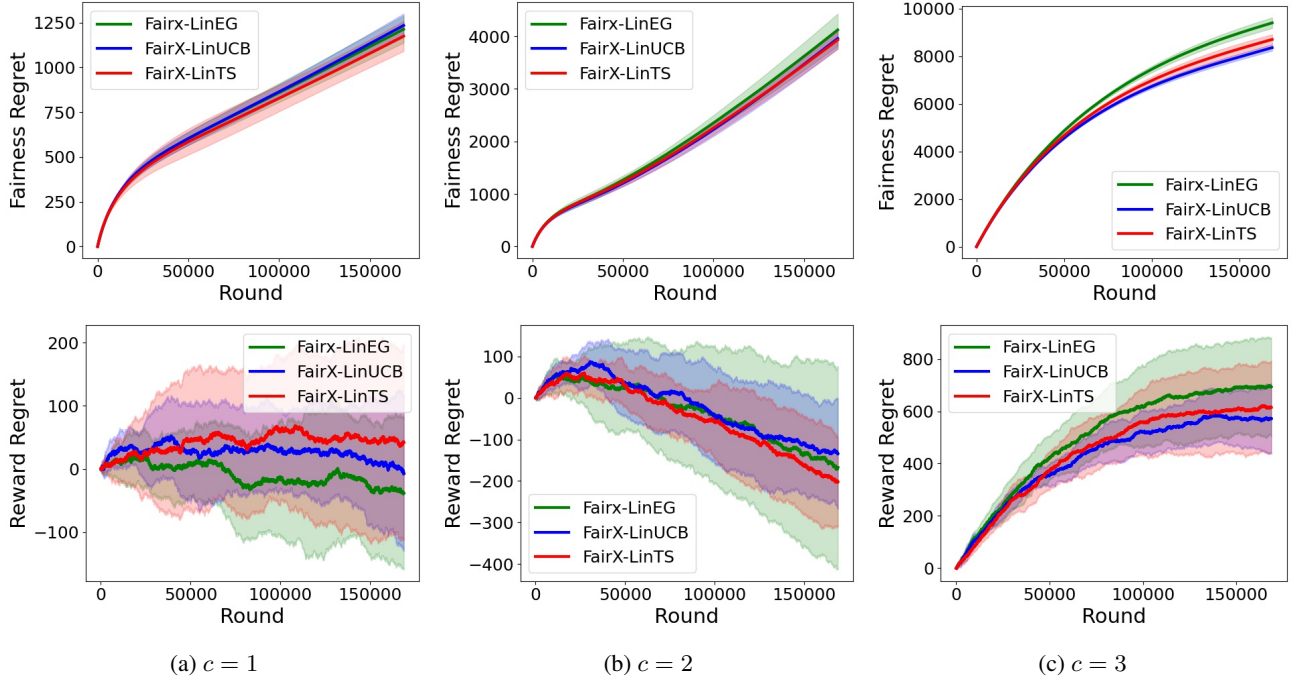 Fairness Regret
1250
1000
750
500
250
0
Fairx-LinEG
FairX-LinUCB
FairX-LinTS
0 50000 100000 150000
Round
Fairness Regret
4000
3000
2000
1000
0
Fairx-LinEG
FairX-LinUCB
FairX-LinTS
0 50000 100000 150000
Round
Fairness Regret
10000
8000
6000
4000
2000
0
Fairx-LinEG
FairX-LinUCB
FairX-LinTS
0 50000 100000 150000
Round
Reward Regret
200
100
0
−100
Fairx-LinEG
FairX-LinUCB
FairX-LinTS
0 50000 100000 150000
Round
(a) c = 1
Reward Regret
100
0
−100
−200
−300
−400
Fairx-LinEG
FairX-LinUCB
FairX-LinTS
0 50000 100000 150000
Round
(b) c = 2
Reward Regret
800
600
400
200
0
Fairx-LinEG
FairX-LinUCB
FairX-LinTS
0 50000 100000 150000
Round
(c) c = 3